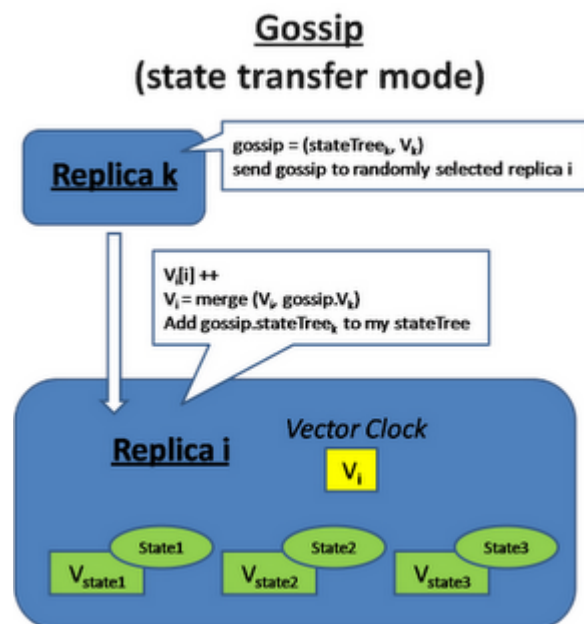 Gossip
(state transfer mode)
Replica k
gossip = (stateTreeₖ, Vₖ)
send gossip to randomly selected replica i
Vᵢ[i] ++
Vᵢ = merge (Vᵢ, gossip.Vₖ)
Add gossip.stateTreeₖ to my stateTree
Replica i
Vector Clock
Vᵢ
State1
State2
State3
Vstate1
Vstate2
Vstate3